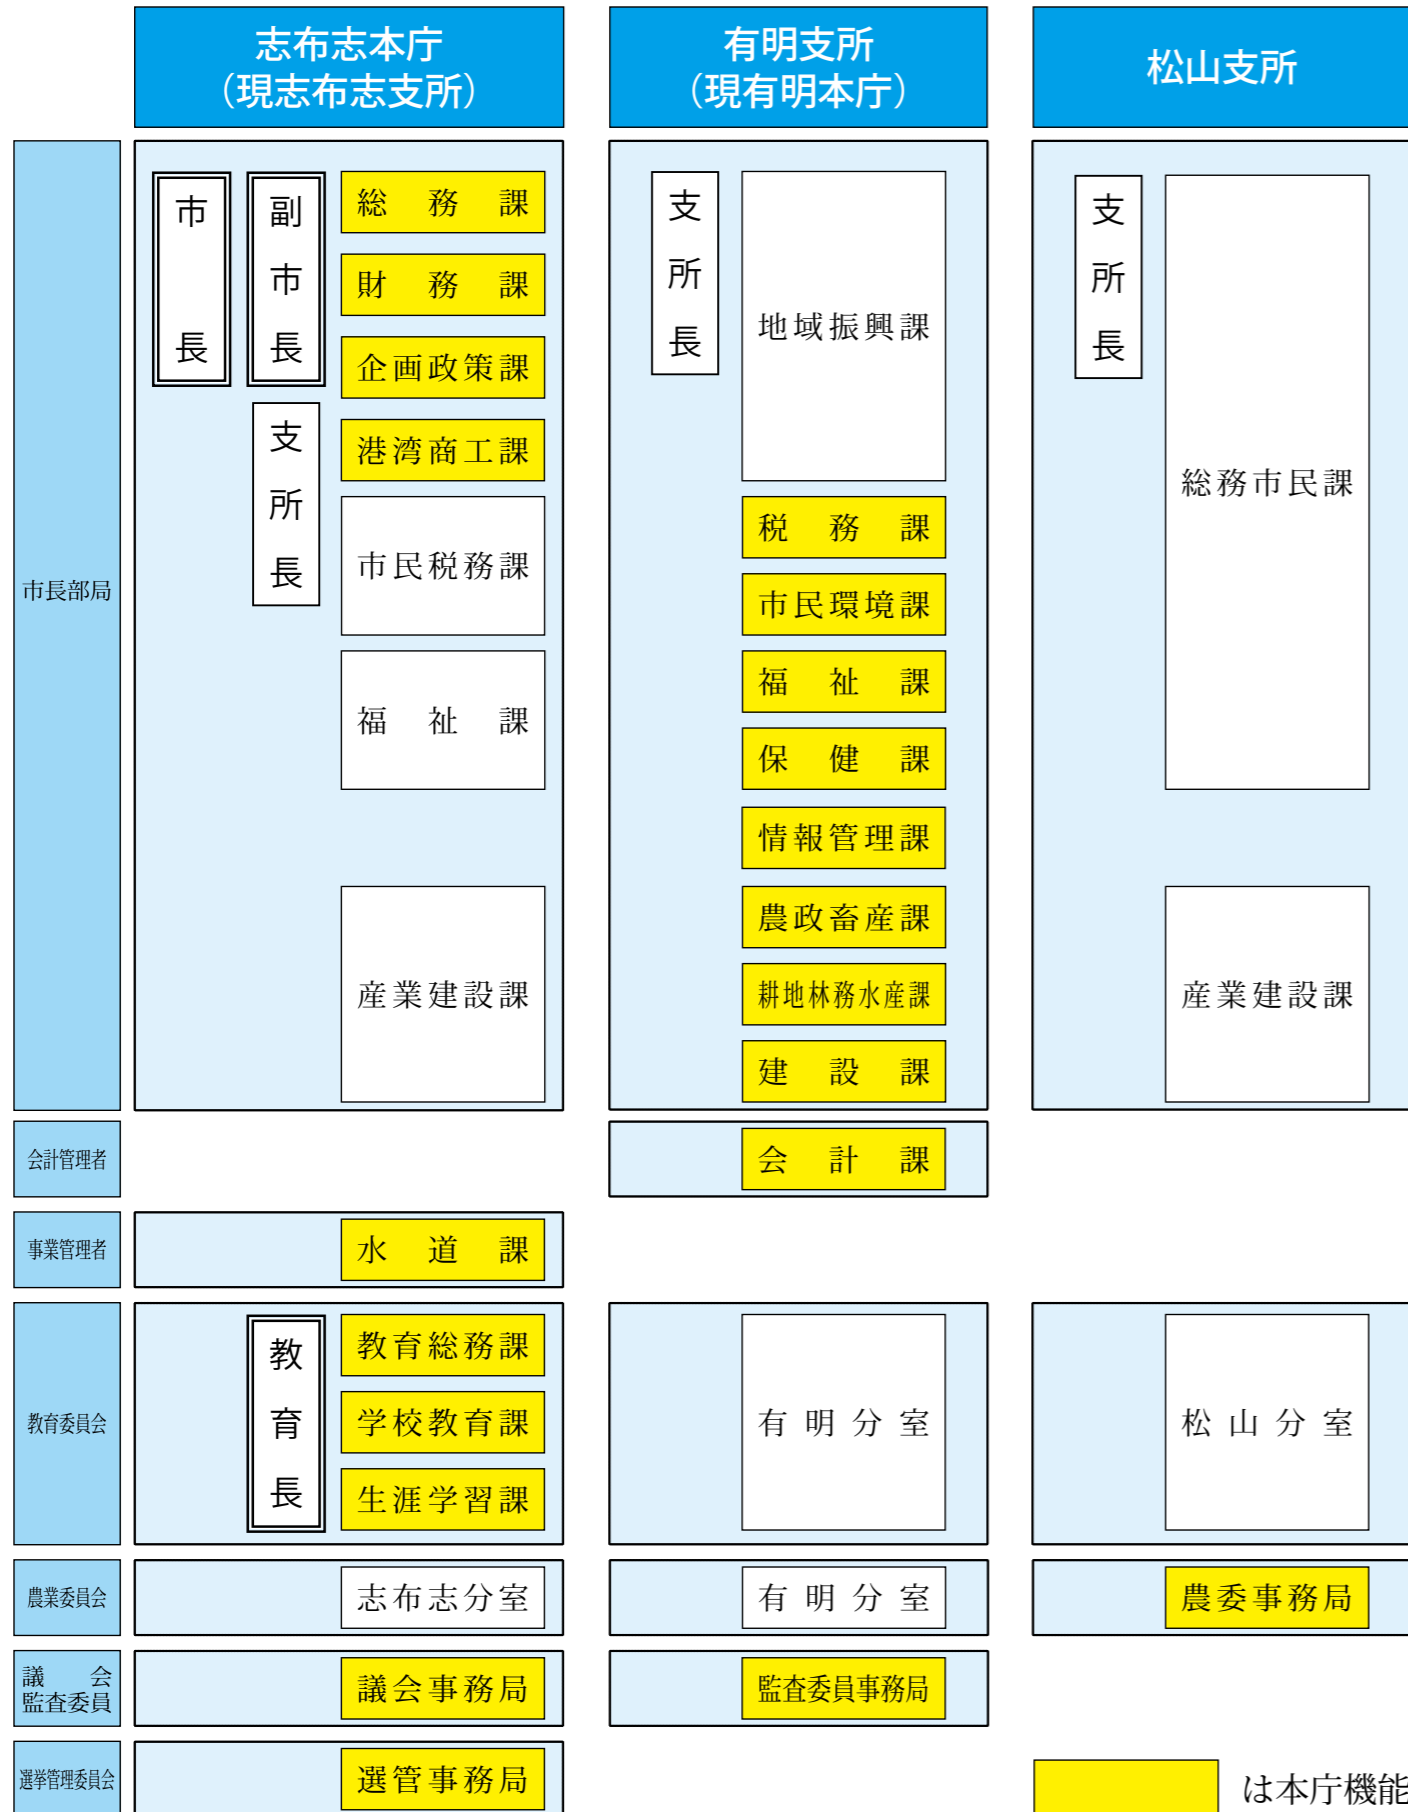 志布志本庁
（現志布志支所）
有明支所
（現有明本庁）
松山支所
市長部局
市長
副市長
支所長
総務課
財務課
企画政策課
港湾商工課
市民税務課
福祉課
産業建設課
支所長
地域振興課
税務課
市民環境課
福祉課
保健課
情報管理課
農政畜産課
耕地林務水産課
建設課
支所長
総務市民課
産業建設課
会計管理者
会計課
事業管理者
水道課
教育委員会
教育長
教育総務課
学校教育課
生涯学習課
有明分室
松山分室
農業委員会
志布志分室
有明分室
農委事務局
議会
監査委員
議会事務局
監査委員事務局
選挙管理委員会
選管事務局
は本庁機能